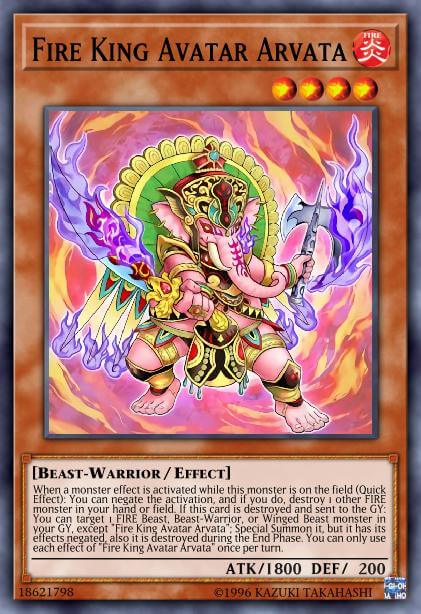 FIRE KING AVATAR ARVATA
FIRE
炎
[BEAST-WARRIOR / EFFECT]
When a monster effect is activated while this monster is on the field (Quick
Effect): You can negate the activation, and if you do, destroy 1 other FIRE
monster in your hand or field. If this card is destroyed and sent to the GY:
You can target 1 FIRE Beast, Beast-Warrior, or Winged Beast monster in
your GY, except "Fire King Avatar Arvata"; Special Summon it, but it has its
effects negated, also it is destroyed during the End Phase. You can only use
each effect of "Fire King Avatar Arvata" once per turn.
ATK/1800 DEF/ 200
18621798 ©1996 KAZUKI TAKAHASHI